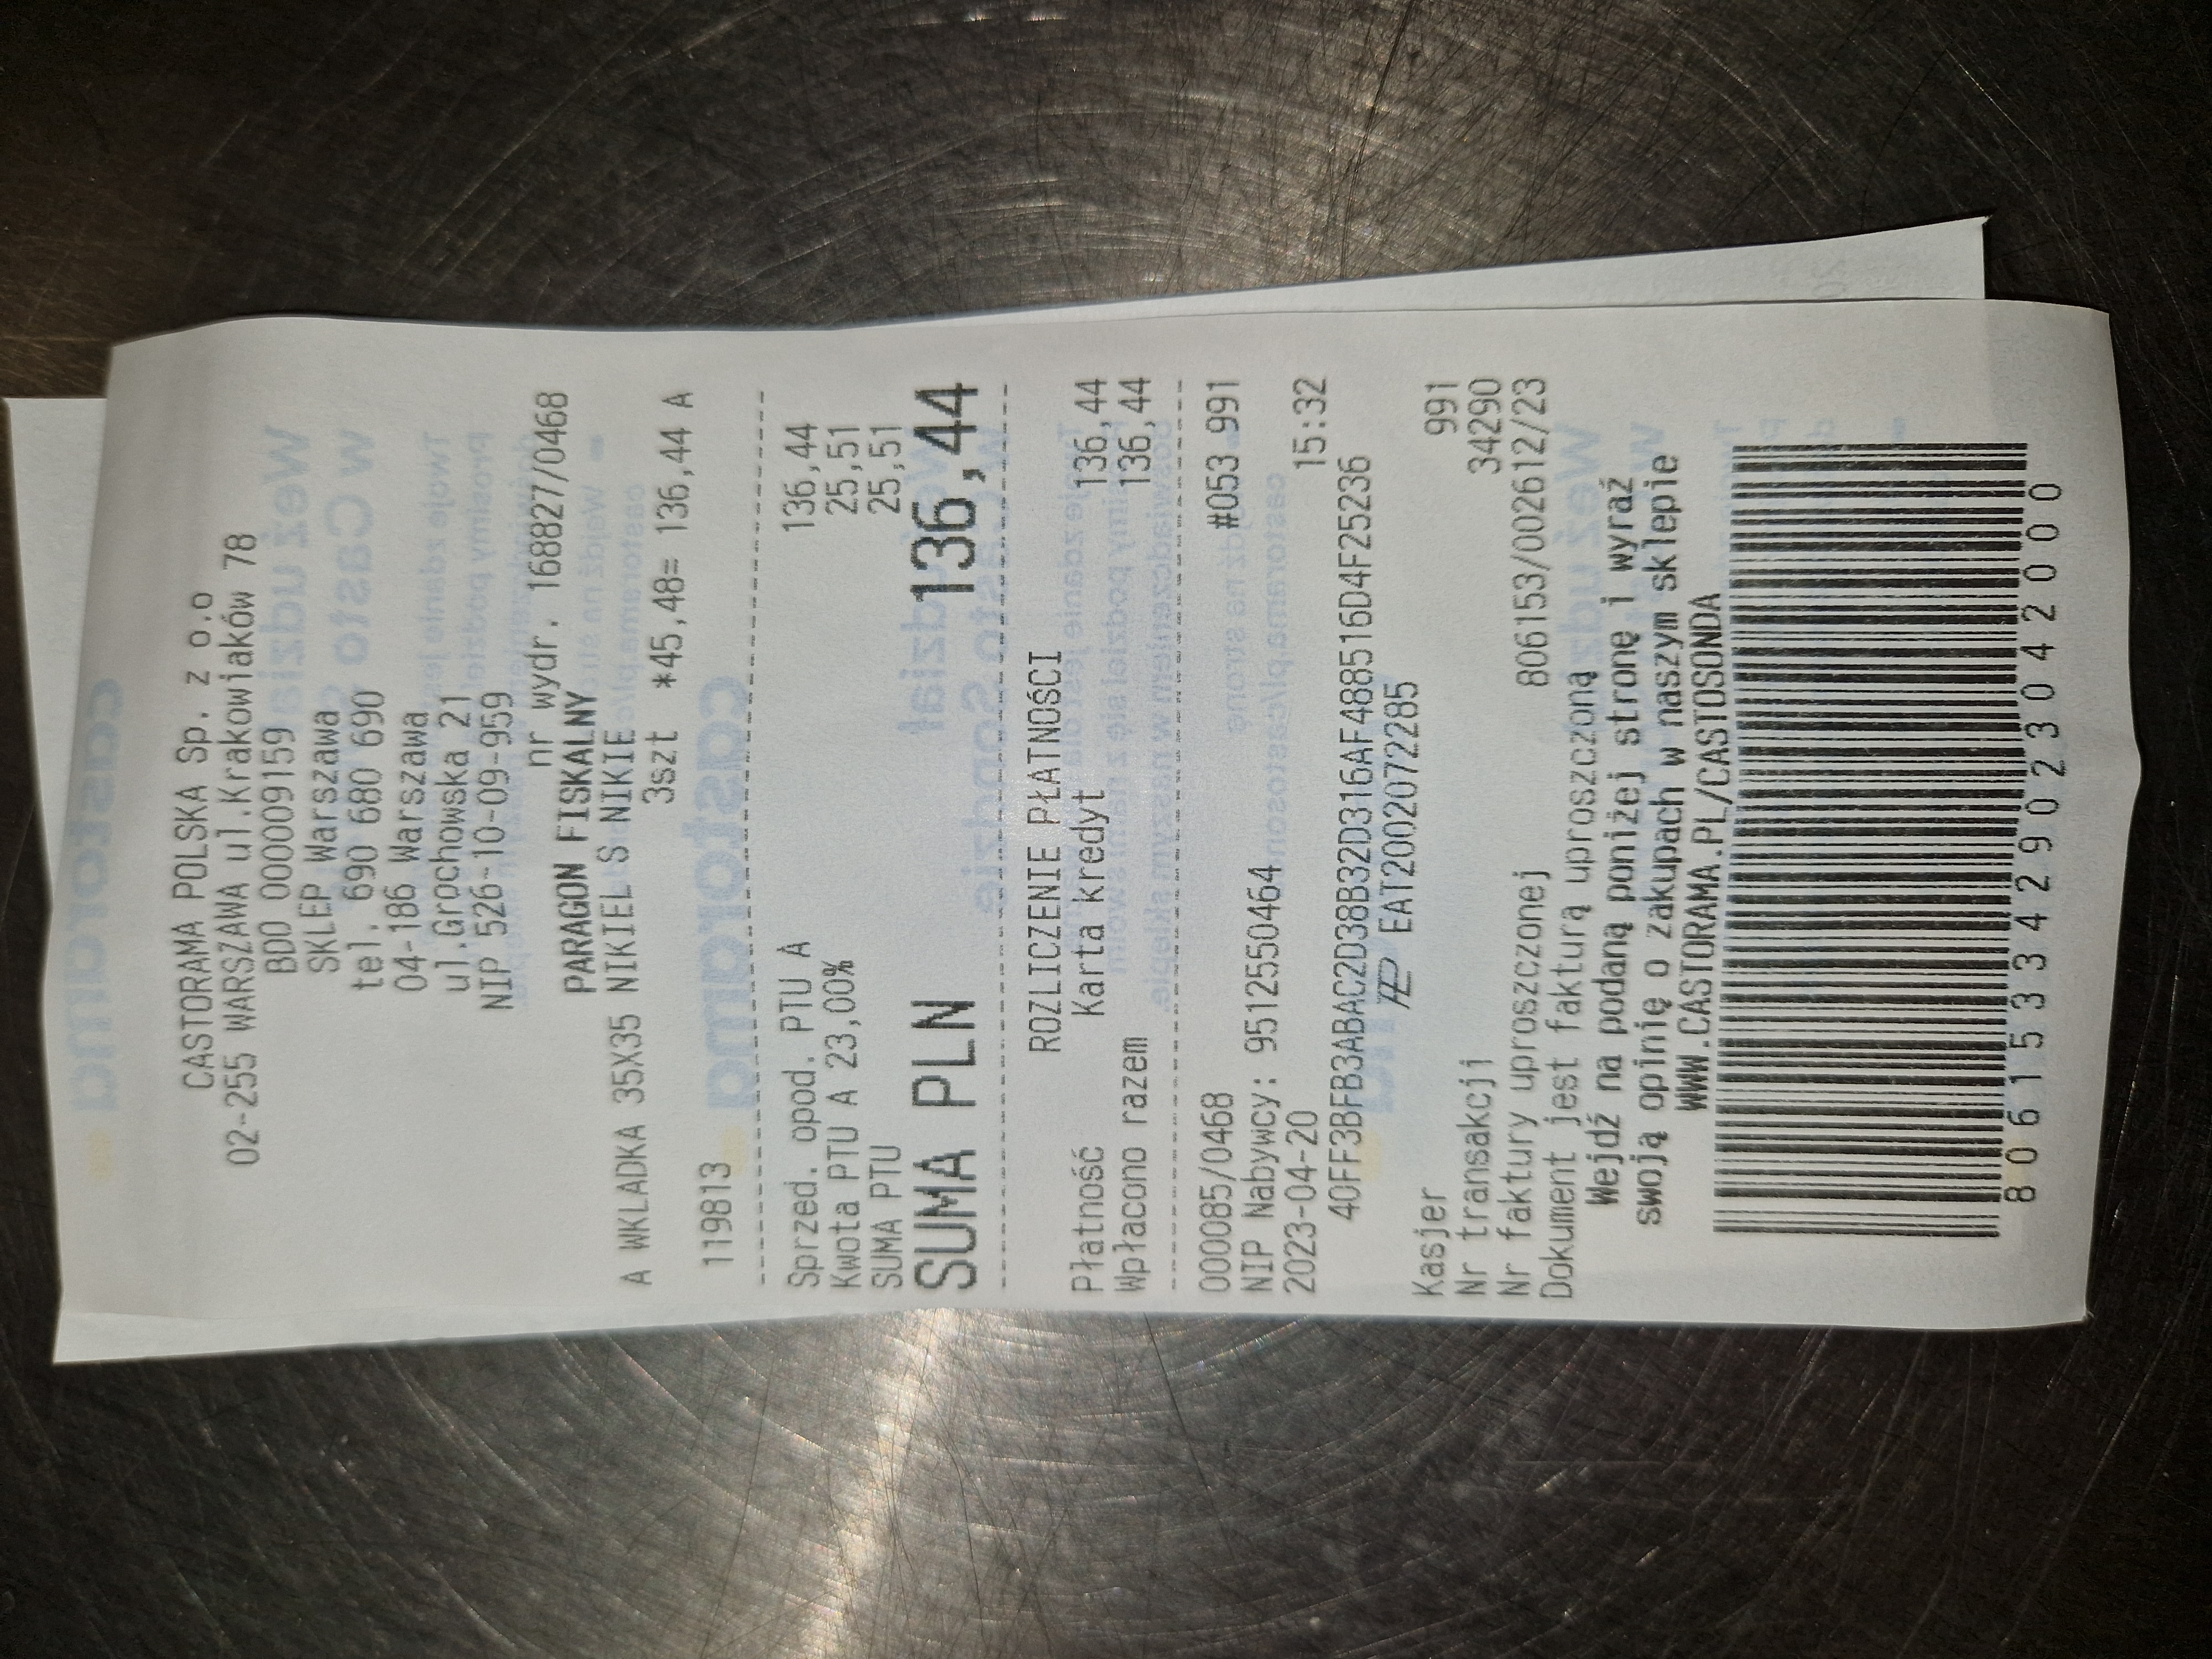 CASTORAMA POLSKA Sp. z o.o
02-255 WARSZAWA ul.Krakowiaków 78
BDO 000009159
SKLEP Warszawa
tel. 690 680 690
04-186 Warszawa
ul.Grochowska 21
NIP 526-10-09-959
nr wydr. 168827/0468
PARAGON FISKALNY
A WKLADKA 35X35 NIKIEL S NIKIE
3szt *45,48= 136,44 A
119813
Sprzed. opod. PTU A 136,44
Kwota PTU A 23,00% 25,51
SUMA PTU 25,51
SUMA PLN 136,44
ROZLICZENIE PŁATNOŚCI
Płatność Karta kredyt 136,44
Wpłacono razem 136,44
000085/0468 #053 991
NIP Nabywcy: 9512550464
2023-04-20 15:32
40FF3BFB3ABAC2D38B32D316AF488516D4F25236
EAT2002072285
Kasjer 991
Nr transakcji 34290
Nr faktury uproszczonej 806153/002612/23
Dokument jest fakturą uproszczoną
Wejdź na podaną poniżej stronę i wyraź
swoją opinię o zakupach w naszym sklepie
WWW.CASTORAMA.PL/CASTOSONDA
8061533429023042000